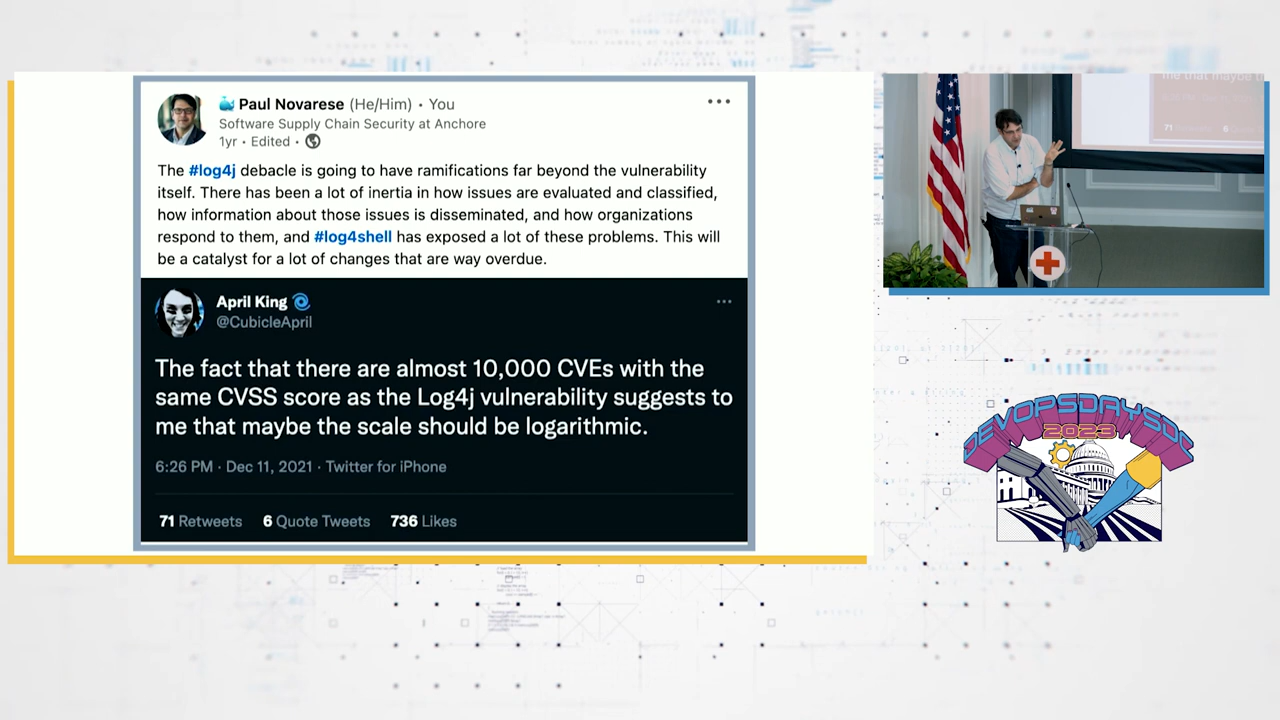 Paul Novarese (He/Him) • You
Software Supply Chain Security at Anchore
1yr • Edited •
The #log4j debacle is going to have ramifications far beyond the vulnerability
itself. There has been a lot of inertia in how issues are evaluated and classified,
how information about those issues is disseminated, and how organizations
respond to them, and #log4shell has exposed a lot of these problems. This will
be a catalyst for a lot of changes that are way overdue.
April King
@CubicleApril
The fact that there are almost 10,000 CVEs with the
same CVSS score as the Log4j vulnerability suggests to
me that maybe the scale should be logarithmic.
6:26 PM · Dec 11, 2021 · Twitter for iPhone
71 Retweets 6 Quote Tweets 736 Likes
me that maybe t
71
6
DEVOPSDAYSDC
2023